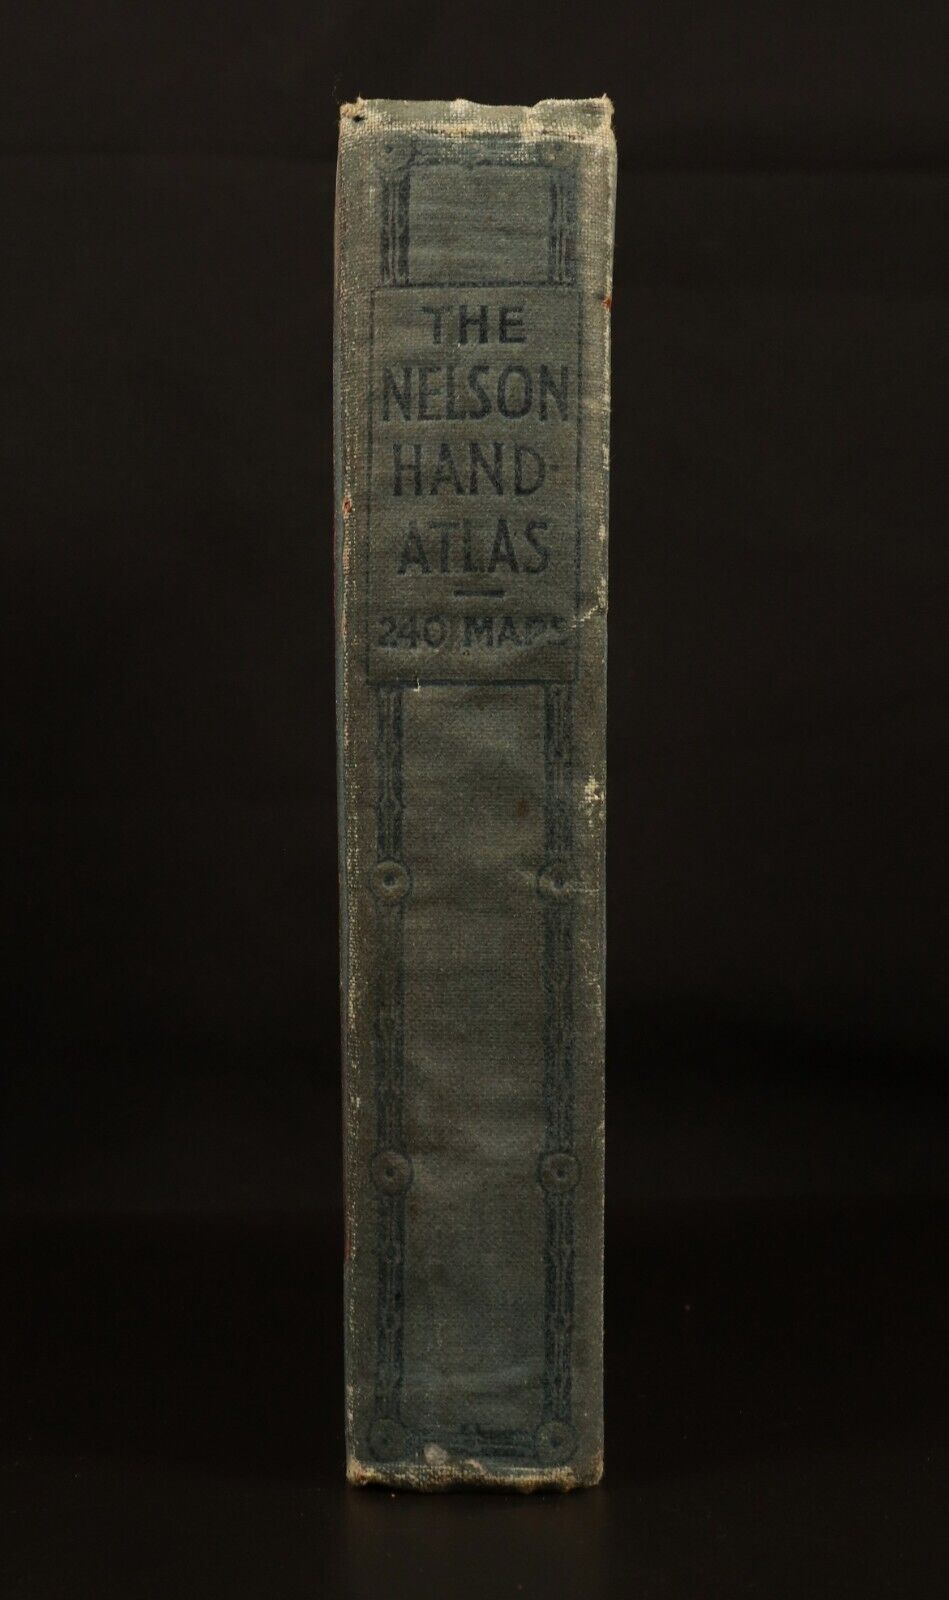 THE
NELSON
HAND-
ATLAS
240 MAPS